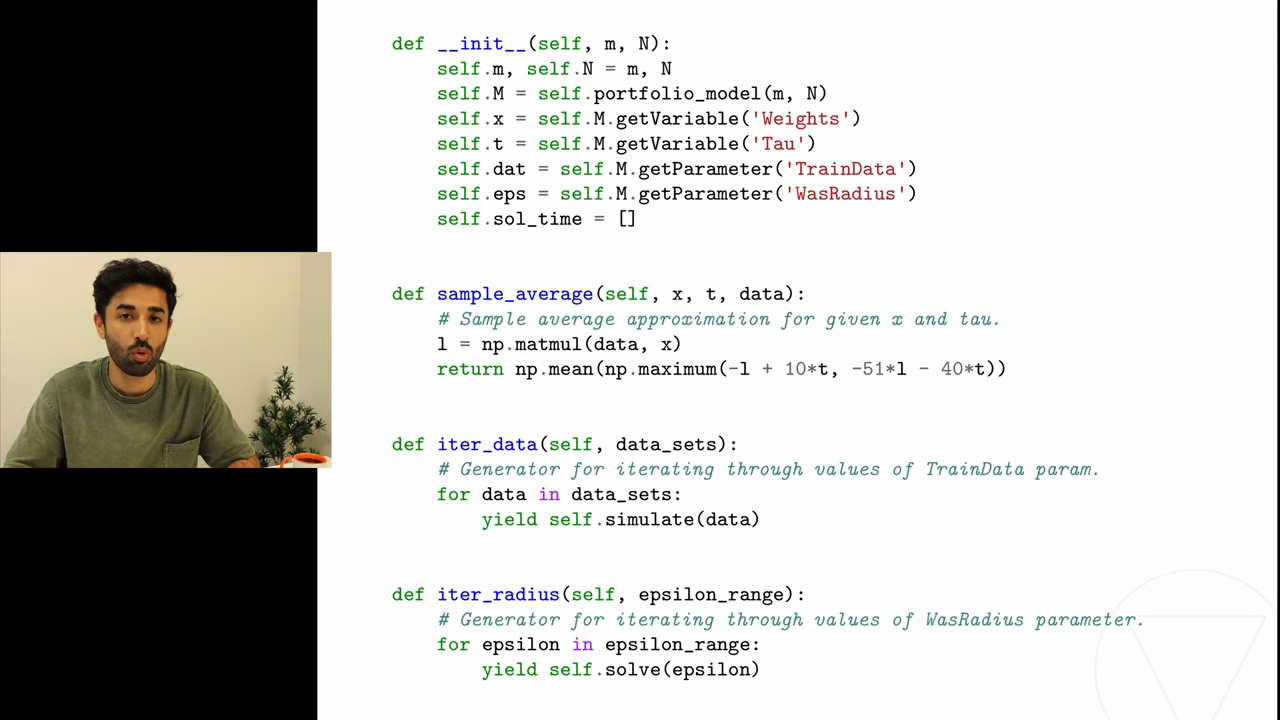 def __init__(self, m, N):
self.m, self.N = m, N
self.M = self.portfolio_model(m, N)
self.x = self.M.getVariable('Weights')
self.t = self.M.getVariable('Tau')
self.dat = self.M.getParameter('TrainData')
self.eps = self.M.getParameter('WasRadius')
self.sol_time = []
def sample_average(self, x, t, data):
# Sample average approximation for given x and tau.
l = np.matmul(data, x)
return np.mean(np.maximum(-l + 10*t, -51*l - 40*t))
def iter_data(self, data_sets):
# Generator for iterating through values of TrainData param.
for data in data_sets:
yield self.simulate(data)
def iter_radius(self, epsilon_range):
# Generator for iterating through values of WasRadius parameter.
for epsilon in epsilon_range:
yield self.solve(epsilon)